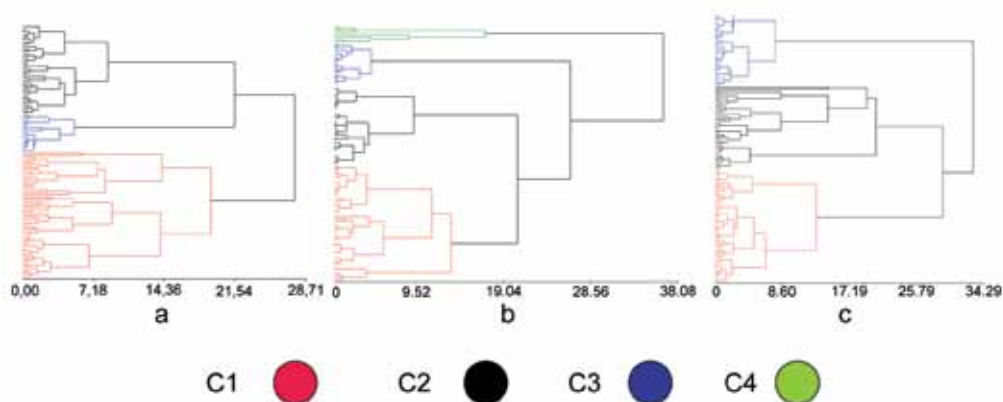 0,00 7,18 14,36 21,54 28,71
a
0 9.52 19.04 28.56 38.08
b
0 8.60 17.19 25.79 34.29
c
C1 C2 C3 C4